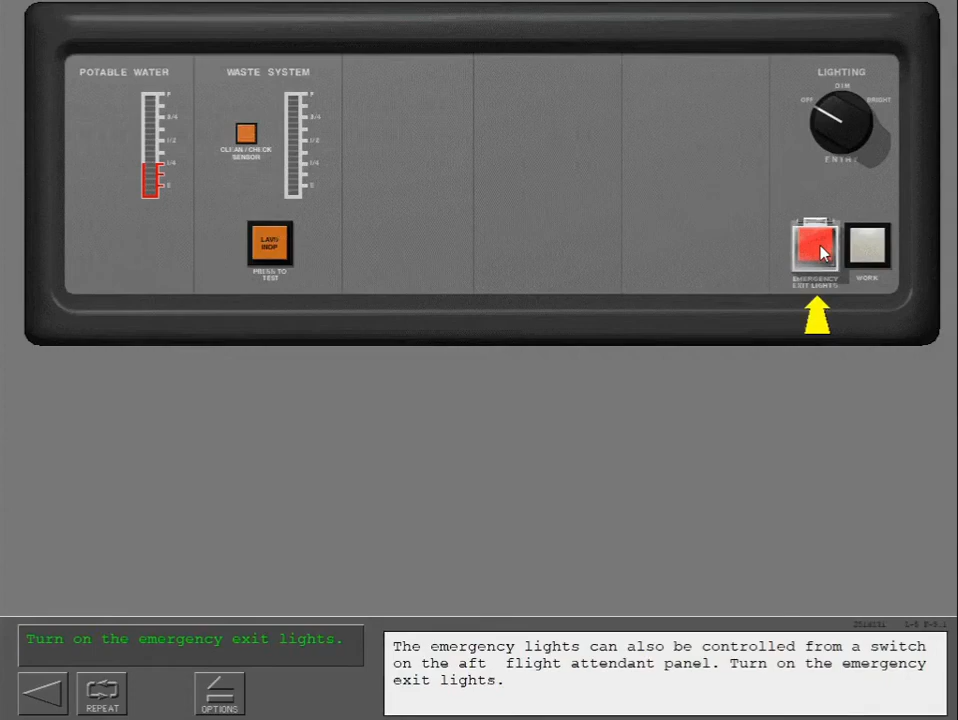 POTABLE WATER
WASTE SYSTEM
LIGHTING
DIM
OFF
BRIGHT
ENTRY
F
3/4
1/2
1/4
E
F
3/4
1/2
1/4
E
CLEAN / CHECK
SENSOR
LAVS
INOP
PRESS TO
TEST
EMERGENCY
EXIT LIGHTS
WORK
Turn on the emergency exit lights.
The emergency lights can also be controlled from a switch
on the aft flight attendant panel. Turn on the emergency
exit lights.
REPEAT
OPTIONS